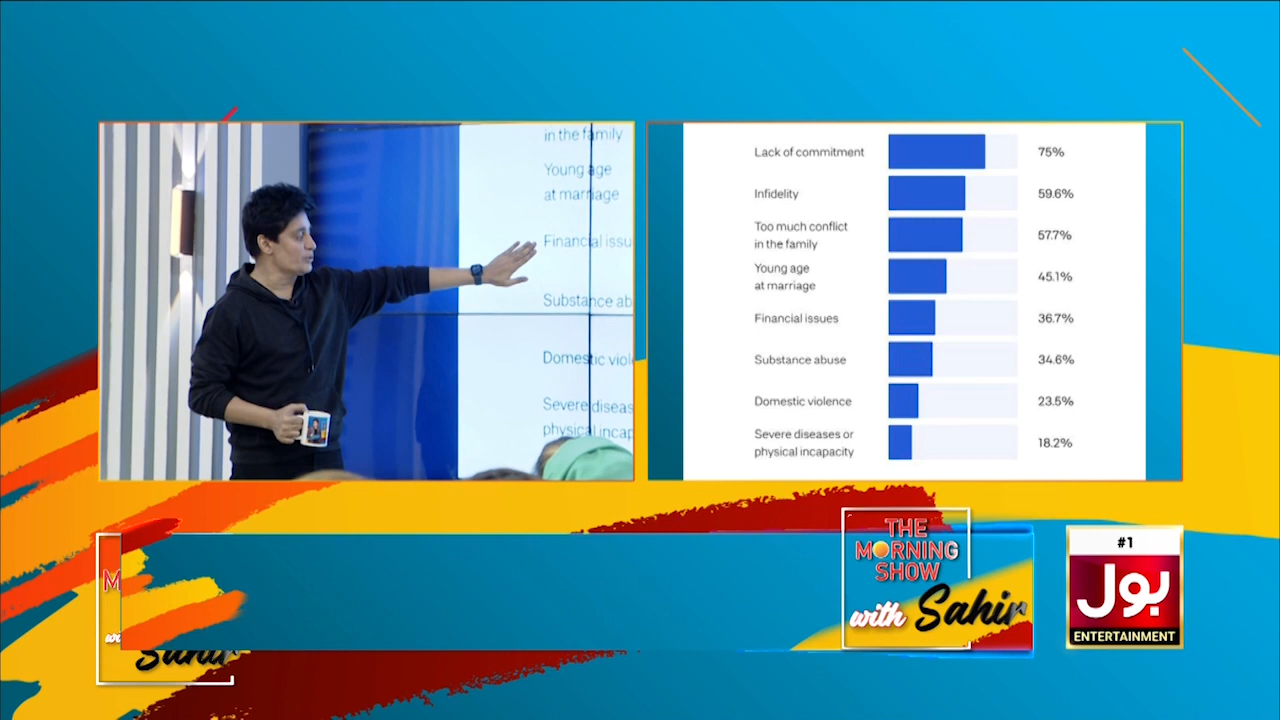 in the family
Young age
at marriage
Financial issu
Substance ab
Domestic viol
Severe diseas
physical incap
Lack of commitment 75%
Infidelity 59.6%
Too much conflict
in the family 57.7%
Young age
at marriage 45.1%
Financial issues 36.7%
Substance abuse 34.6%
Domestic violence 23.5%
Severe diseases or
physical incapacity 18.2%
THE
MORNING
SHOW
with Sahir
#1
بول
ENTERTAINMENT
M
wi
Sahir